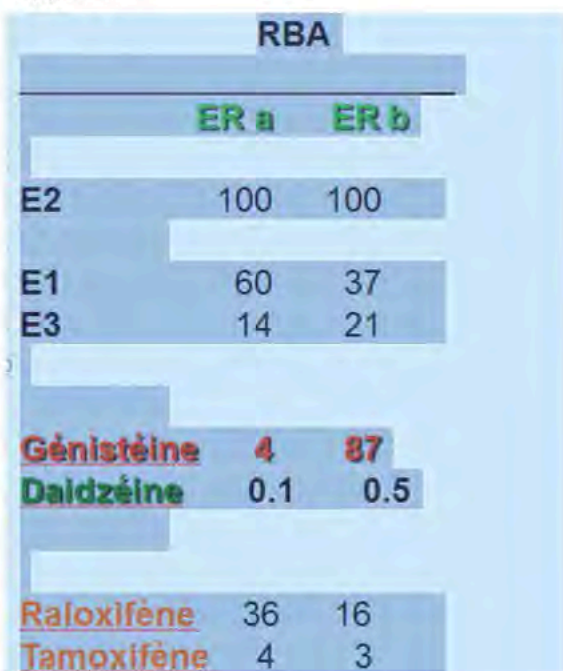 RBA
ER a ER b
E2 100 100
E1 60 37
E3 14 21
Génistèine 4 87
Daidzéine 0.1 0.5
Raloxifène 36 16
Tamoxifène 4 3